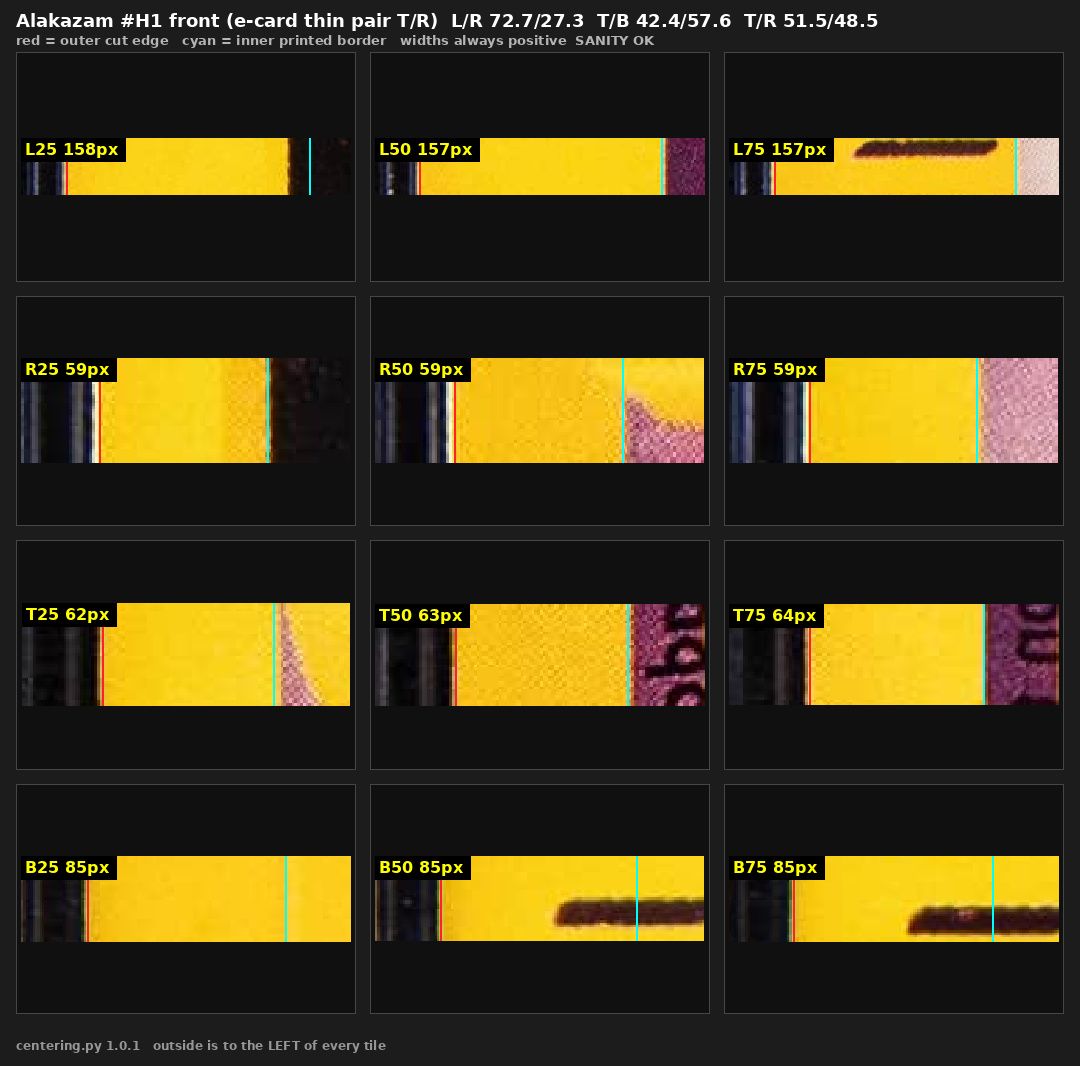 Alakazam #H1 front (e-card thin pair T/R)  L/R 72.7/27.3  T/B 42.4/57.6  T/R 51.5/48.5
red = outer cut edge   cyan = inner printed border   widths always positive  SANITY OK
L25 158px
L50 157px
L75 157px
R25 59px
R50 59px
R75 59px
T25 62px
T50 63px
T75 64px
B25 85px
B50 85px
B75 85px
centering.py 1.0.1   outside is to the LEFT of every tile